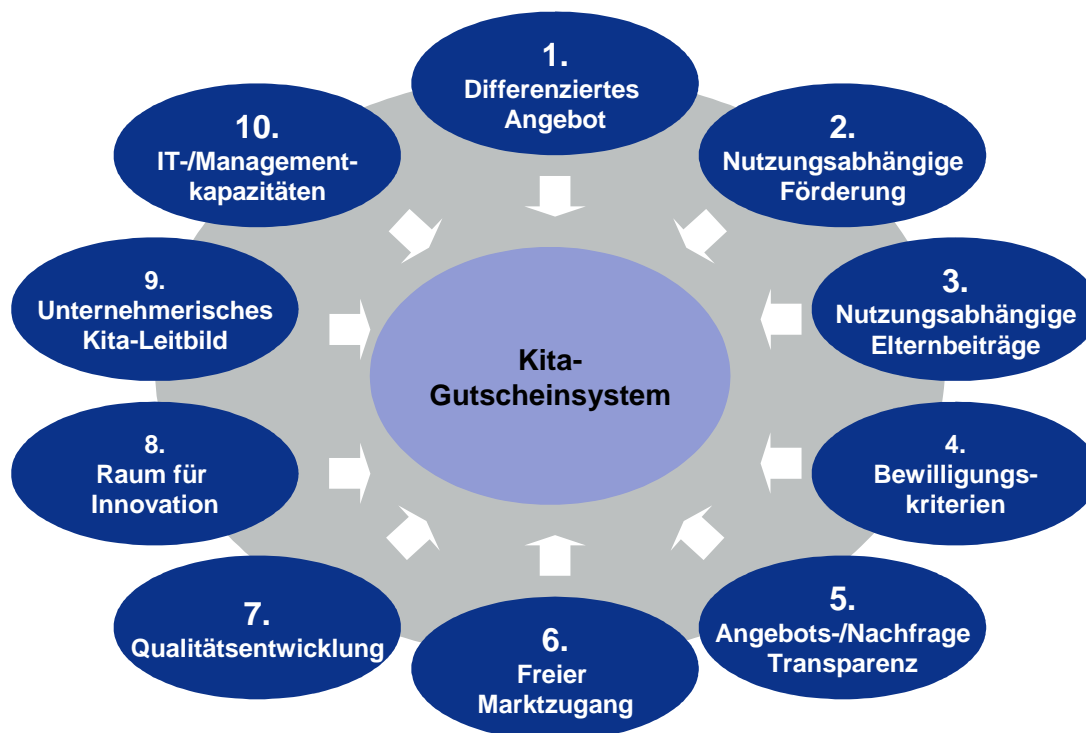 1.
Differenziertes
Angebot
2.
Nutzungsabhängige
Förderung
3.
Nutzungsabhängige
Elternbeiträge
4.
Bewilligungs-
kriterien
5.
Angebots-/Nachfrage
Transparenz
6.
Freier
Marktzugang
7.
Qualitätsentwicklung
8.
Raum für
Innovation
9.
Unternehmerisches
Kita-Leitbild
10.
IT-/Management-
kapazitäten
Kita-
Gutscheinsystem